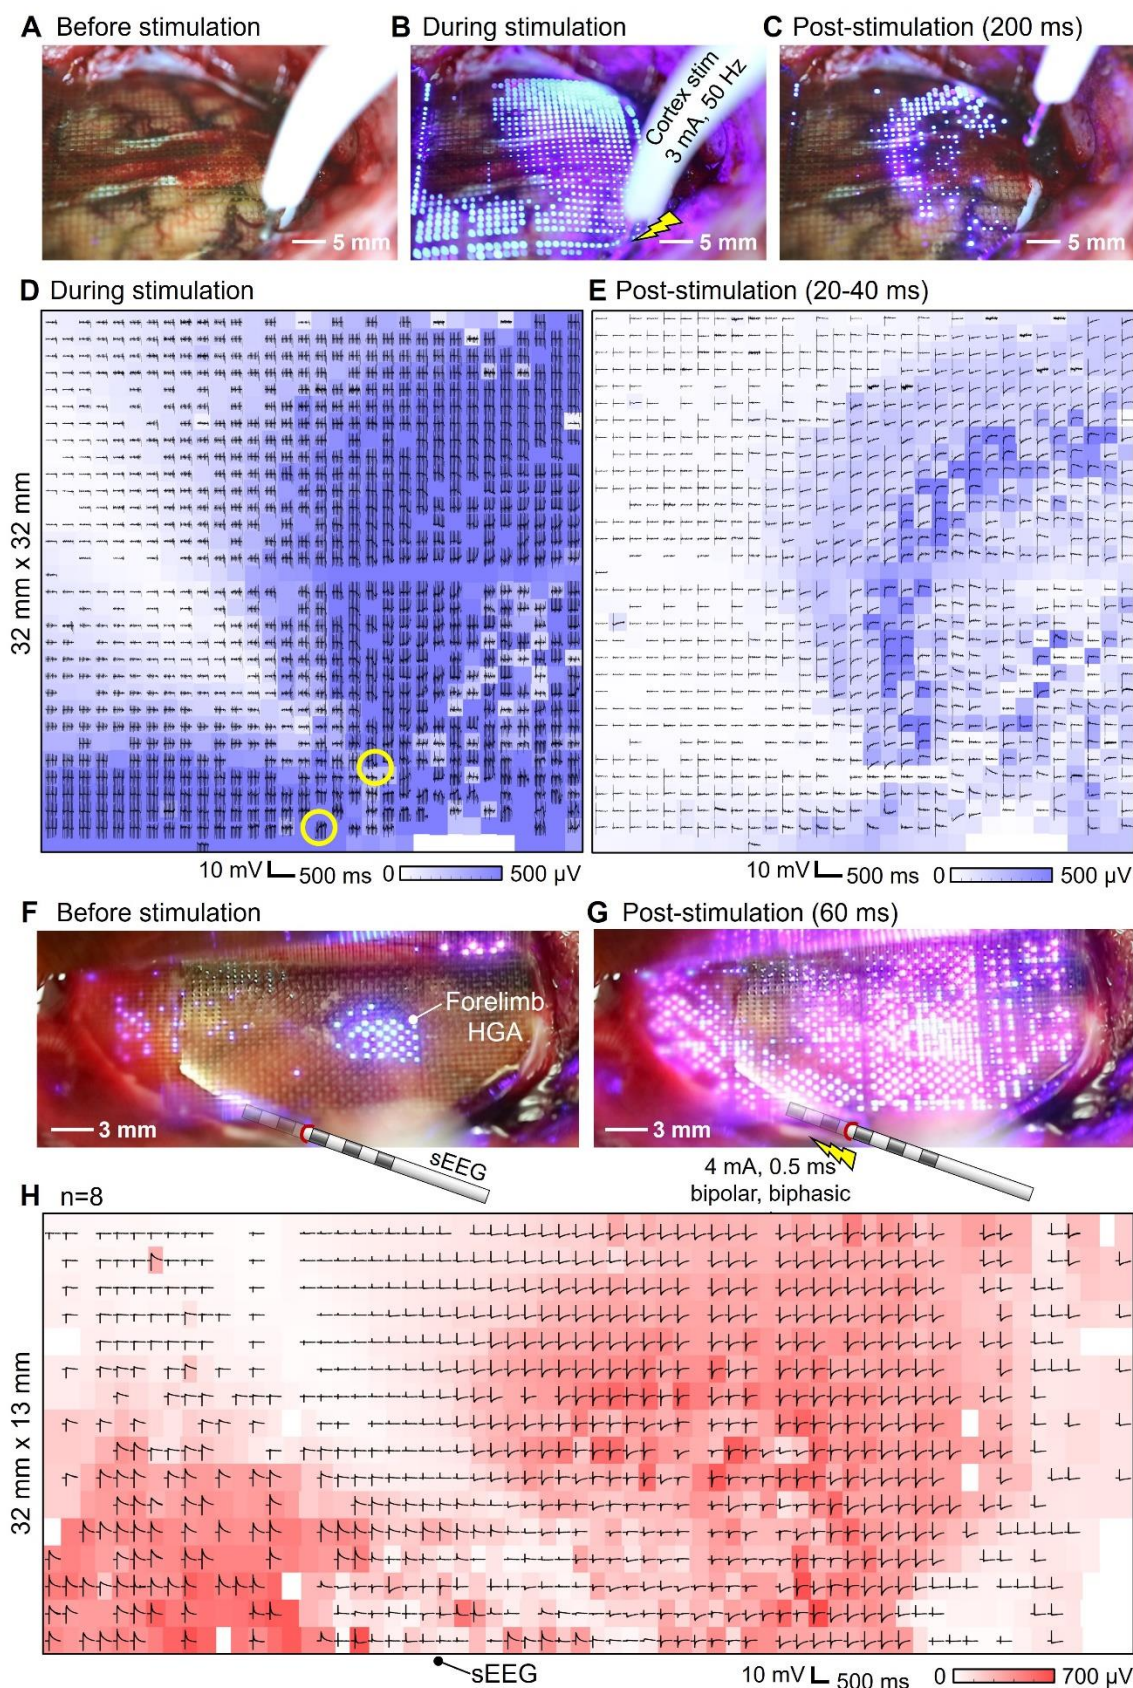 A Before stimulation
B During stimulation
C Post-stimulation (200 ms)
Cortex stim
3 mA, 50 Hz
5 mm
5 mm
5 mm
D During stimulation
E Post-stimulation (20-40 ms)
32 mm x 32 mm
10 mV 500 ms 0 500 µV
10 mV 500 ms 0 500 µV
F Before stimulation
G Post-stimulation (60 ms)
Forelimb
HGA
3 mm
sEEG
3 mm
4 mA, 0.5 ms
bipolar, biphasic
H n=8
32 mm x 13 mm
sEEG
10 mV 500 ms 0 700 µV